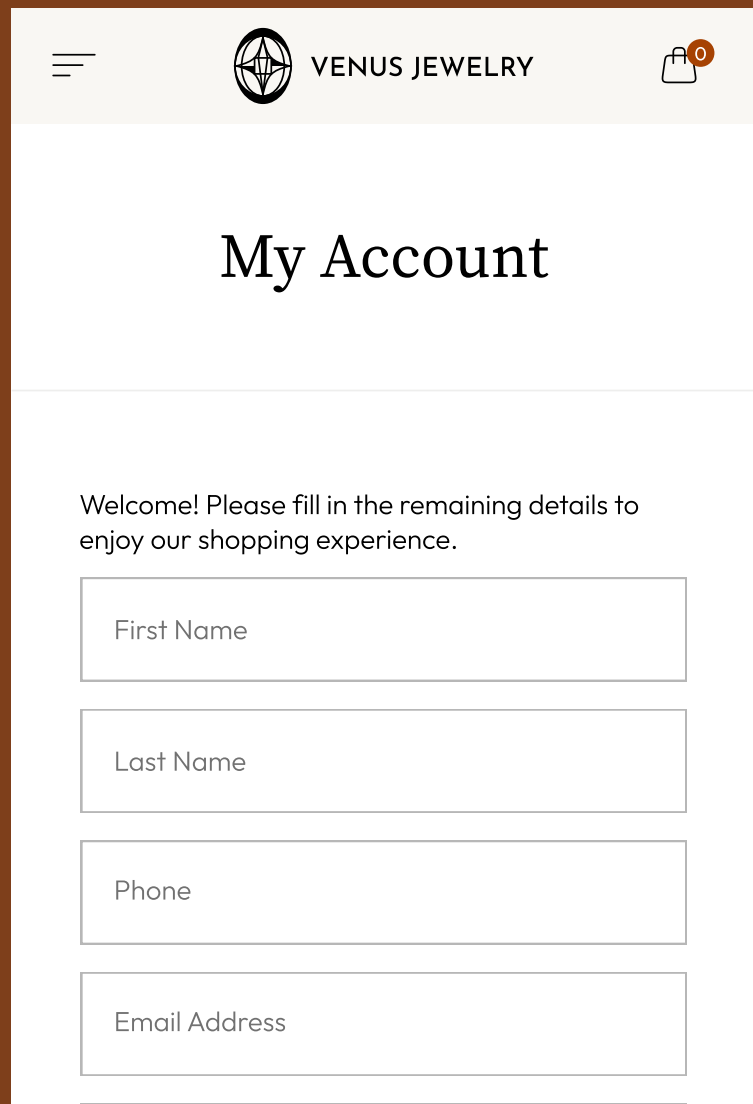 VENUS JEWELRY
0
My Account
Welcome! Please fill in the remaining details to
enjoy our shopping experience.
First Name
Last Name
Phone
Email Address